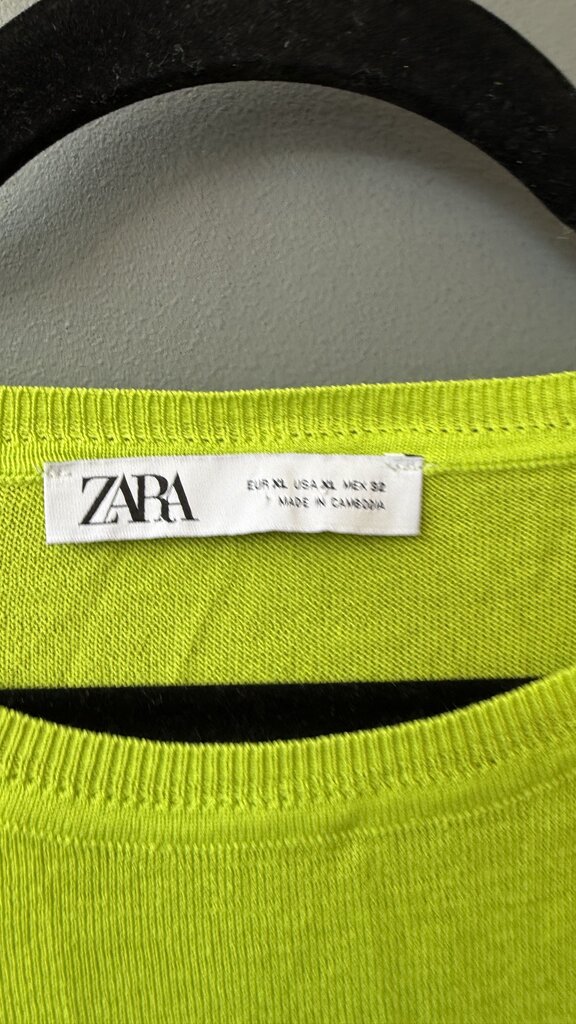 ZARA
EUR XL USA XL MEX 32
MADE IN CAMBODIA